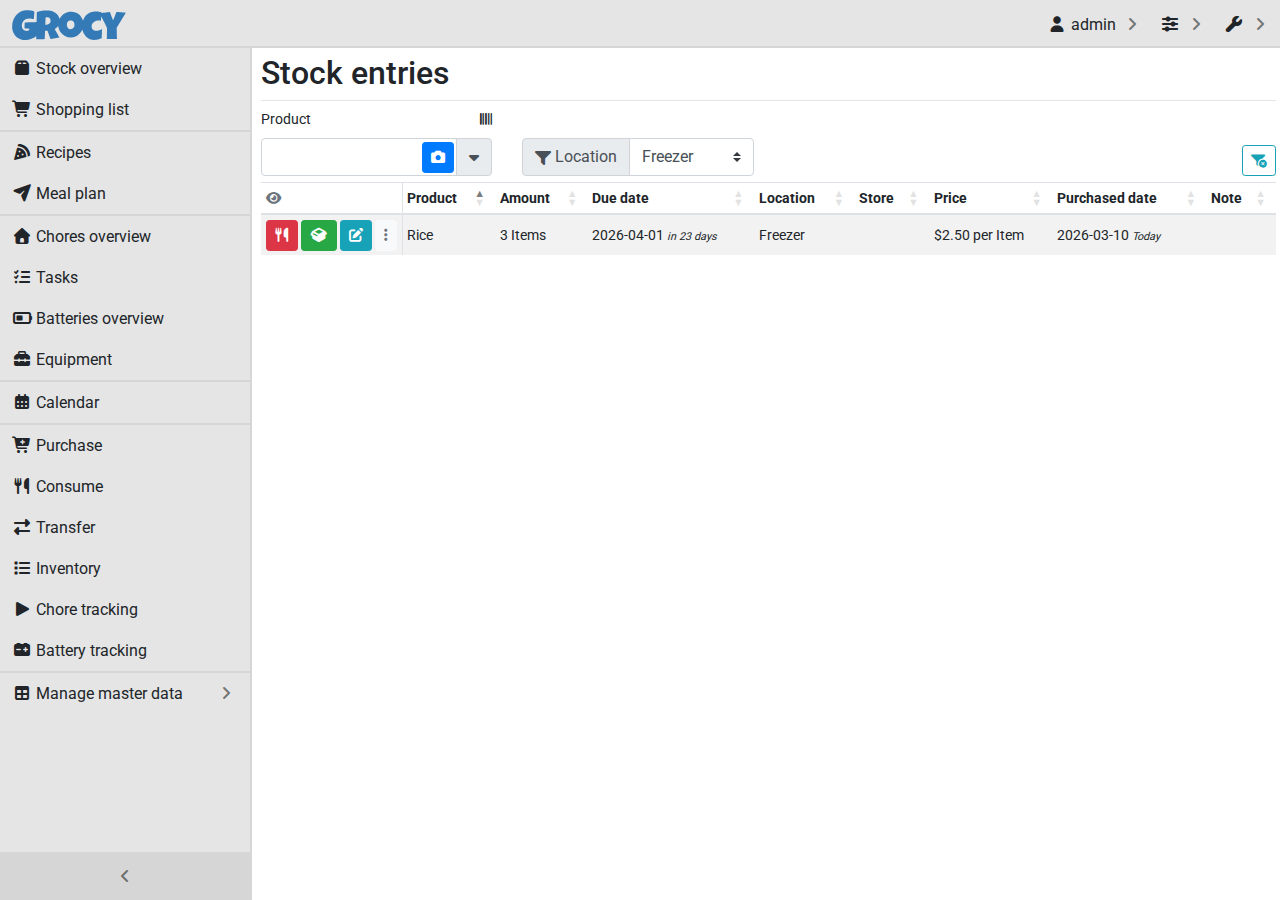 GROCY
admin
Stock overview
Shopping list
Recipes
Meal plan
Chores overview
Tasks
Batteries overview
Equipment
Calendar
Purchase
Consume
Transfer
Inventory
Chore tracking
Battery tracking
Manage master data
Stock entries
Product
Location Freezer
Product Amount Due date Location Store Price Purchased date Note
Rice 3 Items 2026-04-01 in 23 days Freezer $2.50 per Item 2026-03-10 Today